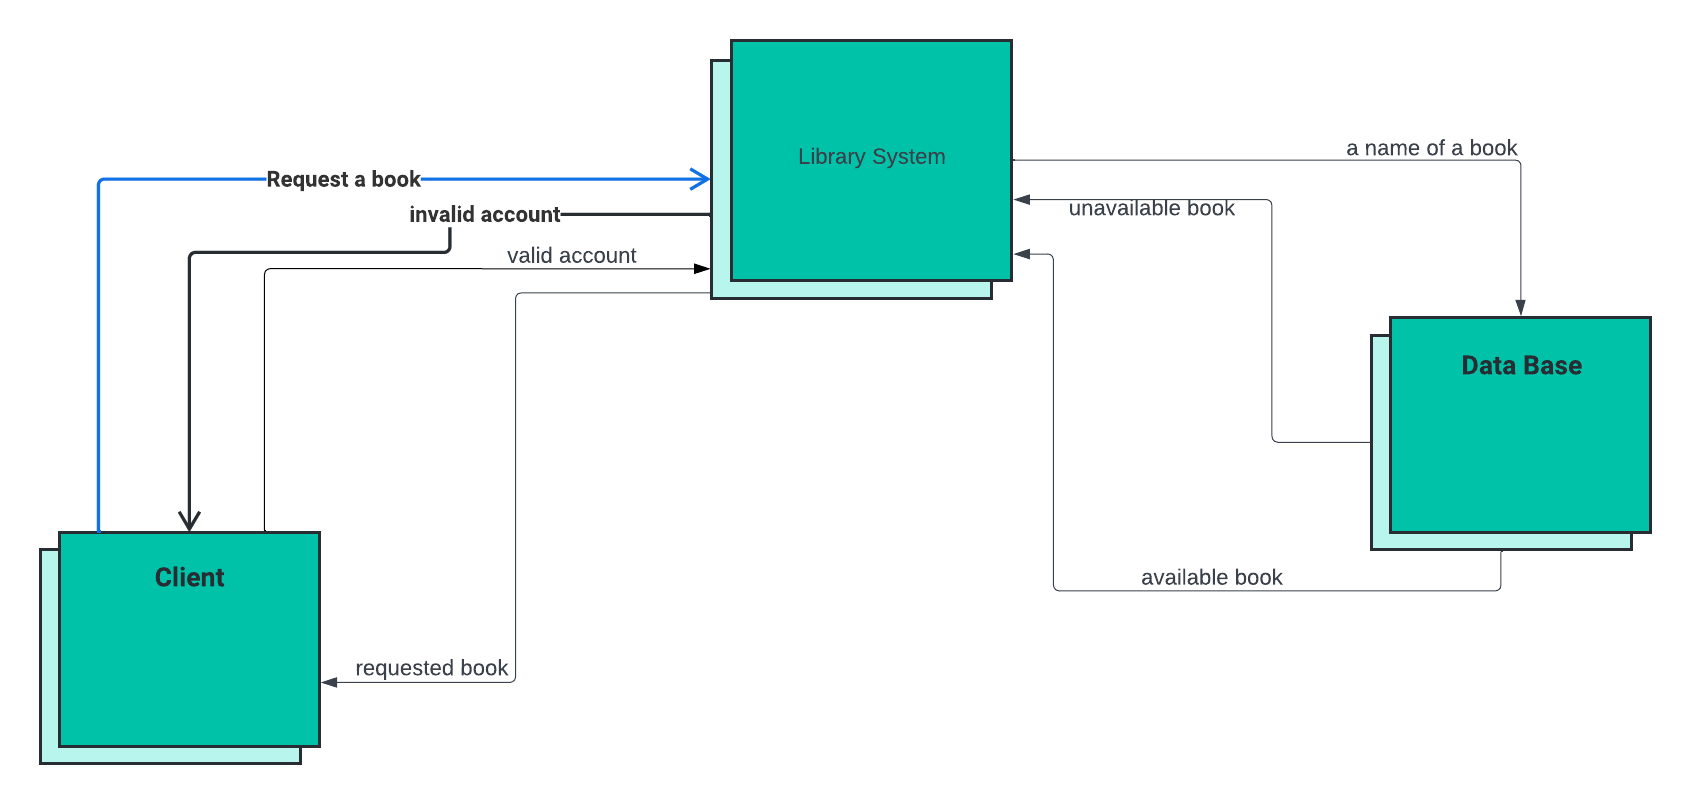 Library System
a name of a book
Request a book
unavailable book
invalid account
valid account
Data Base
Client
available book
requested book